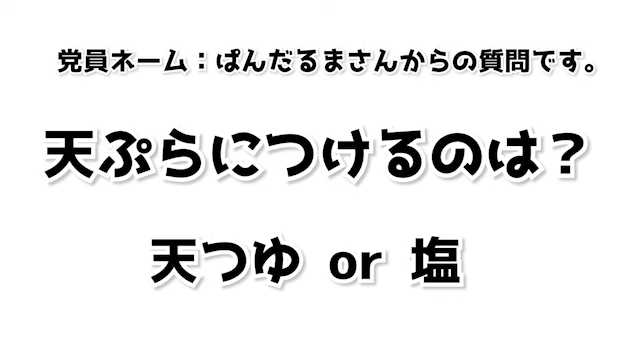 党員ネーム：ぱんだるまさんからの質問です。
天ぷらにつけるのは？
天つゆ or 塩